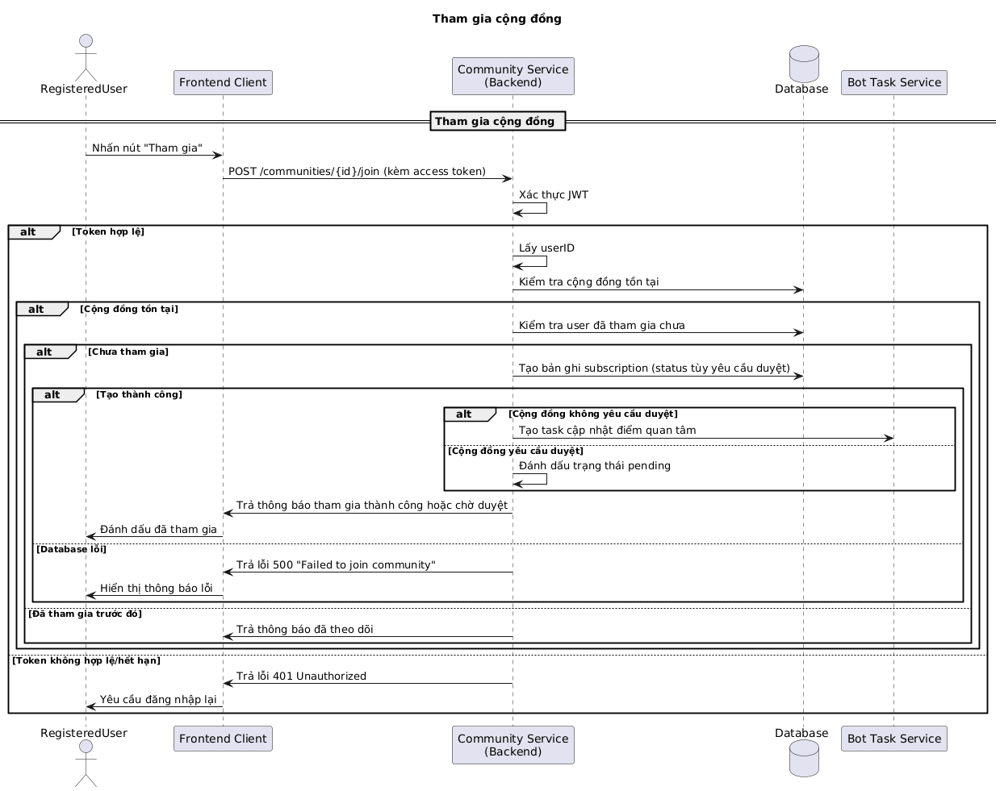 Tham gia cộng đồng
RegisteredUser
Frontend Client
Community Service
(Backend)
Database
Bot Task Service
Tham gia cộng đồng
Nhấn nút "Tham gia"
POST /communities/{id}/join (kèm access token)
Xác thực JWT
alt
[Token hợp lệ]
Lấy userID
Kiểm tra cộng đồng tồn tại
alt
[Cộng đồng tồn tại]
Kiểm tra user đã tham gia chưa
alt
[Chưa tham gia]
Tạo bản ghi subscription (status tùy yêu cầu duyệt)
alt
[Tạo thành công]
alt
[Cộng đồng không yêu cầu duyệt]
Tạo task cập nhật điểm quan tâm
[Cộng đồng yêu cầu duyệt]
Đánh dấu trạng thái pending
Trả thông báo tham gia thành công hoặc chờ duyệt
Đánh dấu đã tham gia
[Database lỗi]
Trả lỗi 500 "Failed to join community"
Hiển thị thông báo lỗi
[Đã tham gia trước đó]
Trả thông báo đã theo dõi
[Token không hợp lệ/hết hạn]
Trả lỗi 401 Unauthorized
Yêu cầu đăng nhập lại
RegisteredUser
Frontend Client
Community Service
(Backend)
Database
Bot Task Service